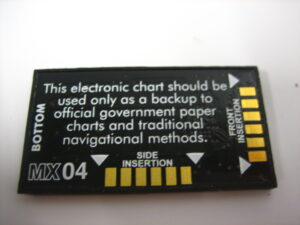 This electronic chart should be
used only as a backup to
official government paper
charts and traditional
navigational methods.
BOTTOM
MX04
SIDE
INSERTION
FRONT
INSERTION